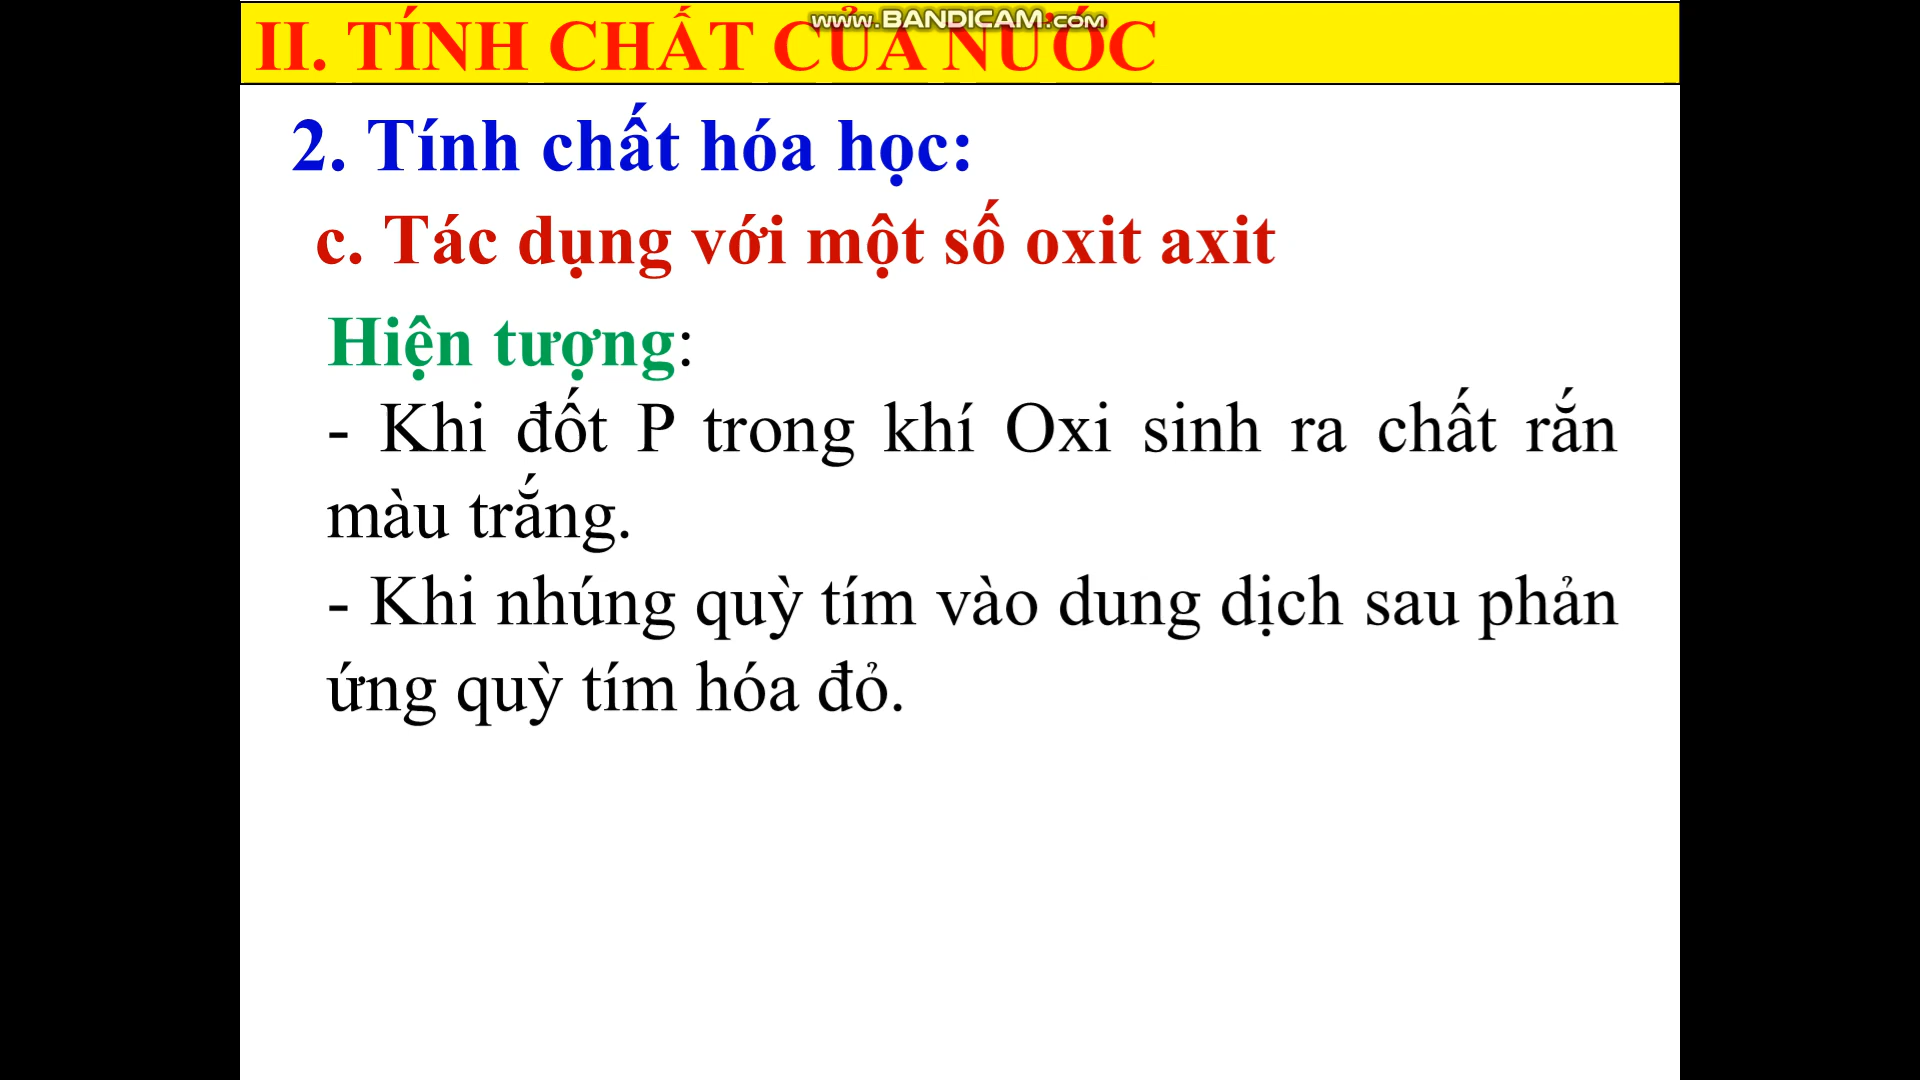 www.BANDICAM.com
II. TÍNH CHẤT CỦA NƯỚC
2. Tính chất hóa học:
c. Tác dụng với một số oxit axit
Hiện tượng:
- Khi đốt P trong khí Oxi sinh ra chất rắn
màu trắng.
- Khi nhúng quỳ tím vào dung dịch sau phản
ứng quỳ tím hóa đỏ.